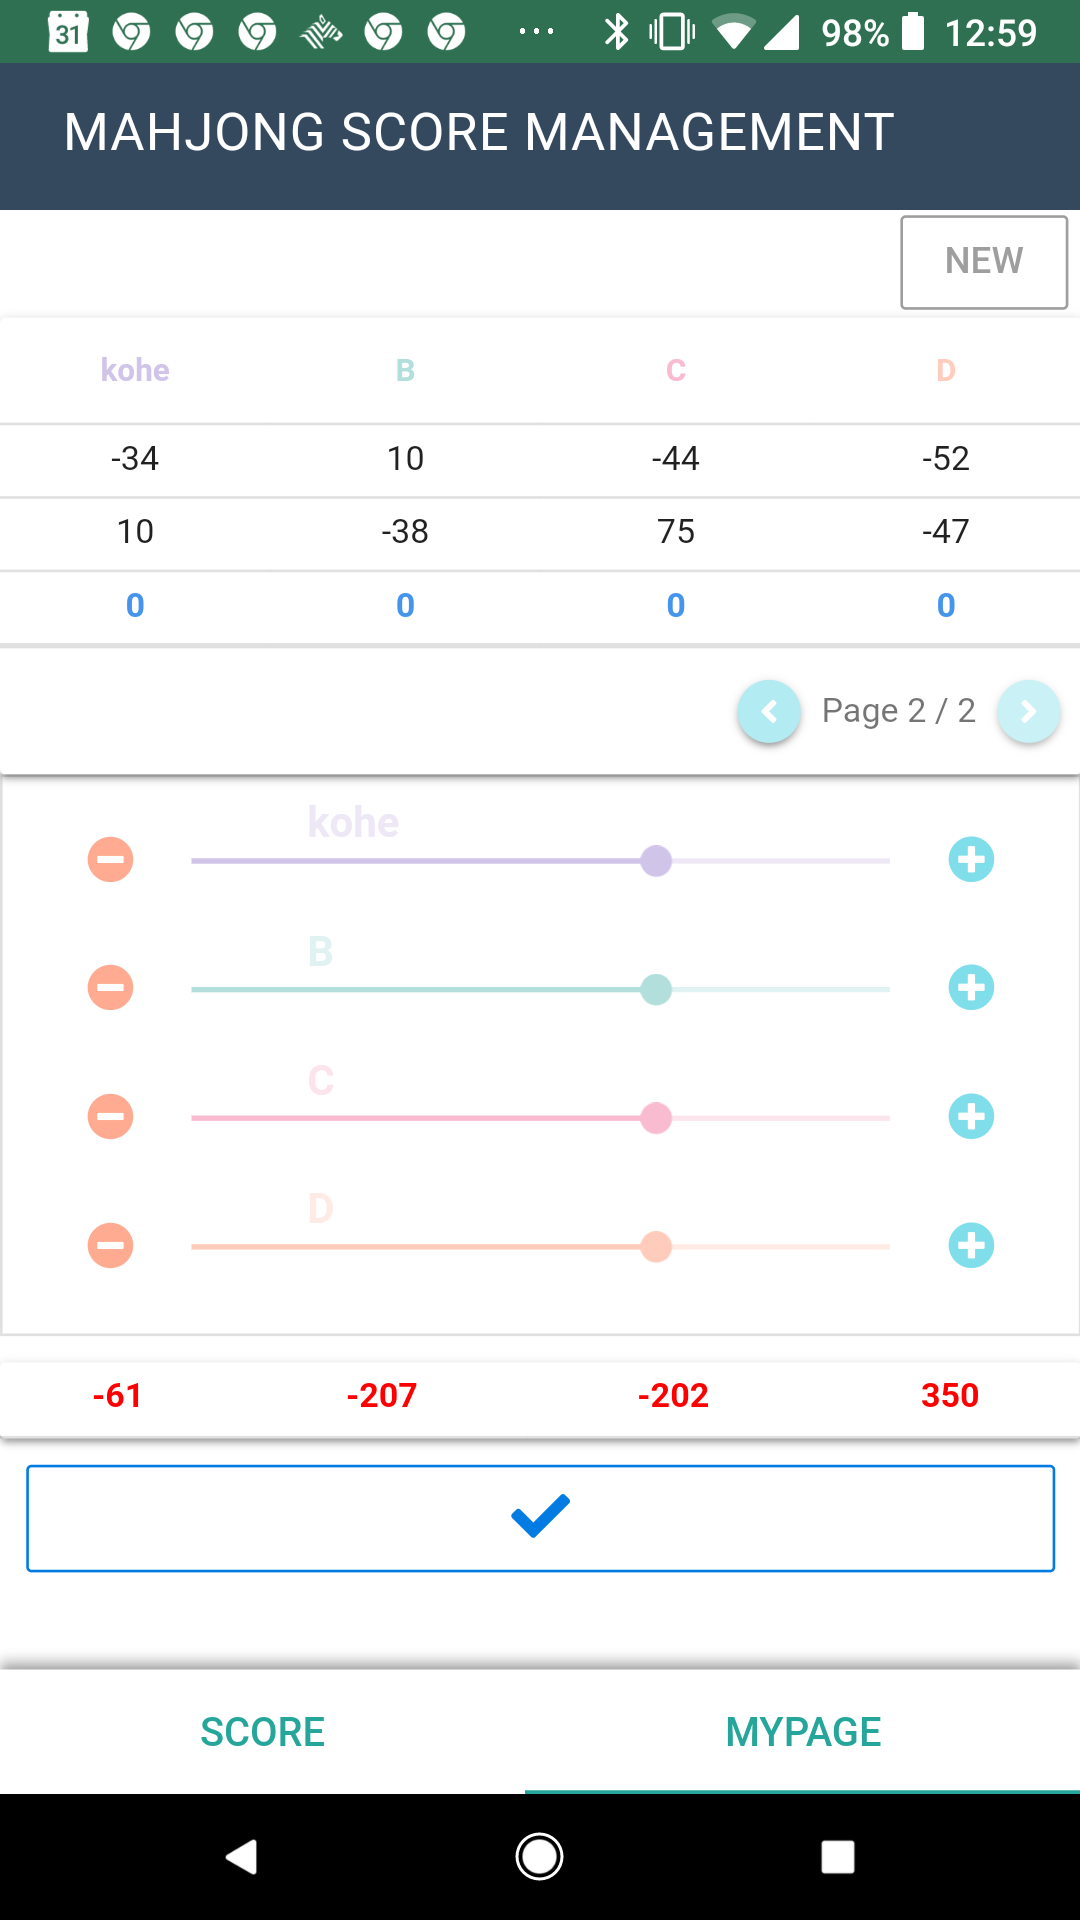 31 98% 12:59
MAHJONG SCORE MANAGEMENT
NEW
kohe B C D
-34 10 -44 -52
10 -38 75 -47
0 0 0 0
Page 2 / 2
kohe
B
C
D
-61 -207 -202 350
SCORE MYPAGE